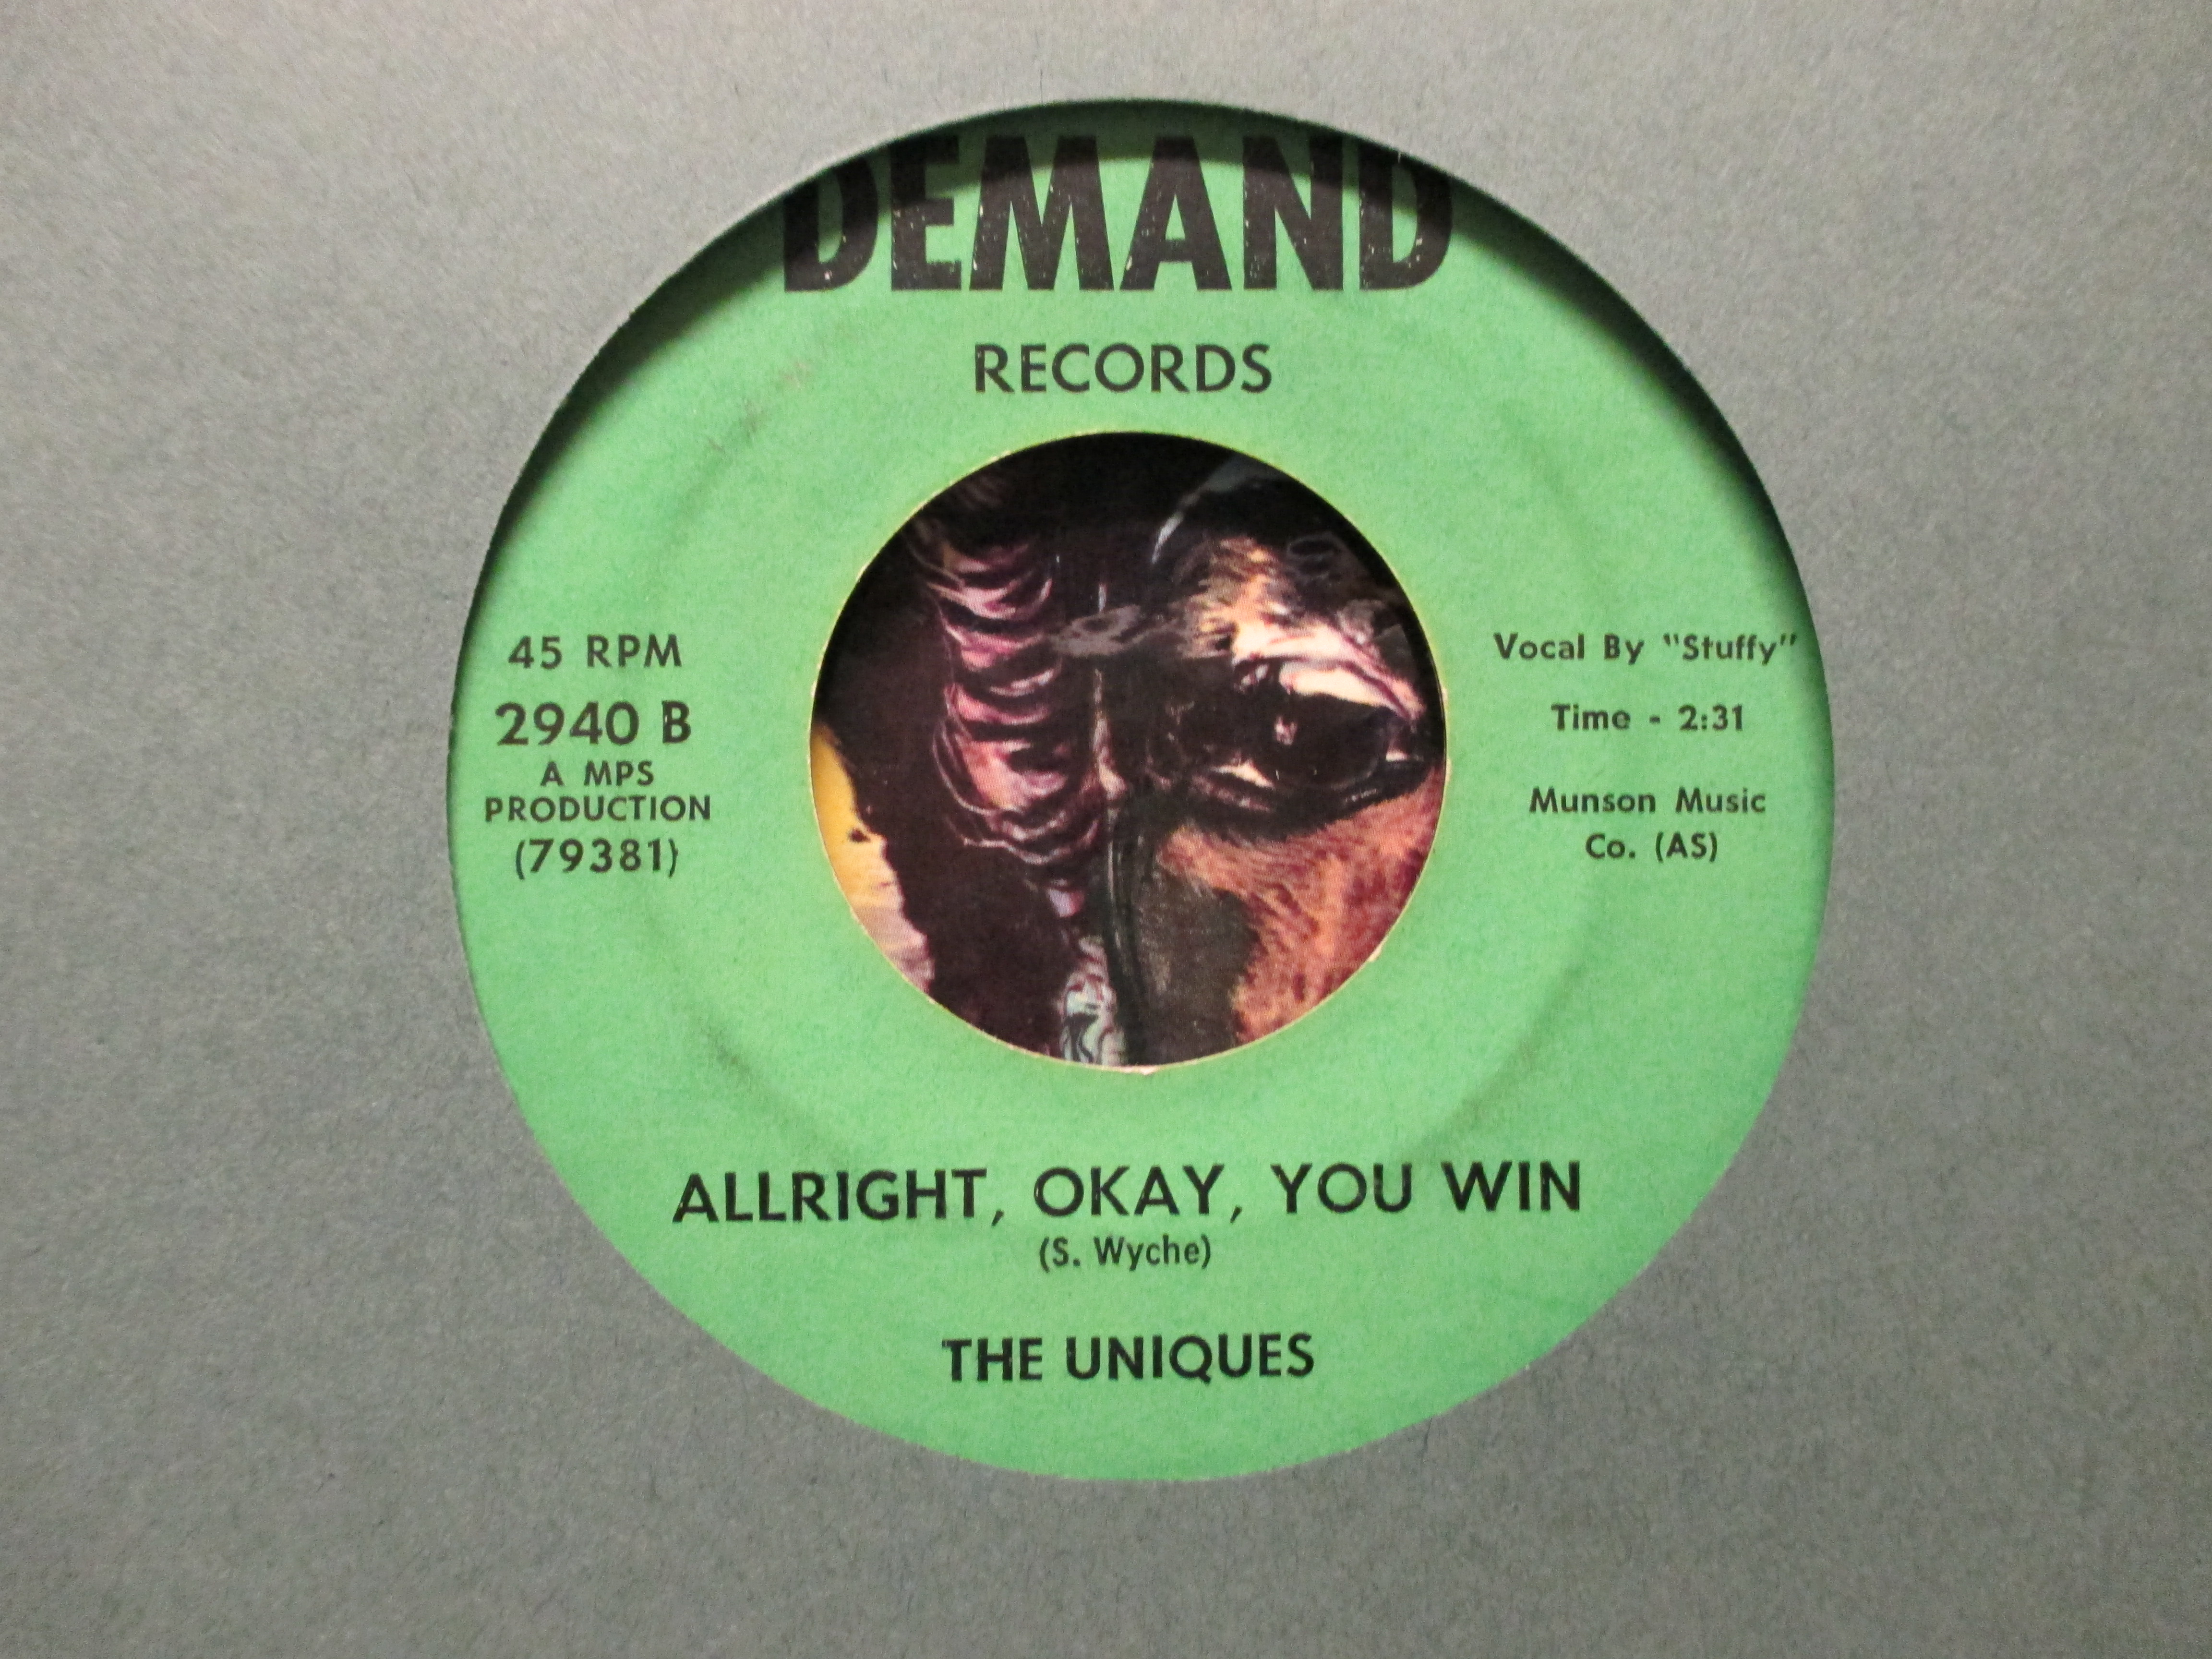 DEMAND
RECORDS
45 RPM
2940 B
A MPS
PRODUCTION
(79381)
Vocal By "Stuffy"
Time - 2:31
Munson Music
Co. (AS)
ALLRIGHT, OKAY, YOU WIN
(S. Wyche)
THE UNIQUES